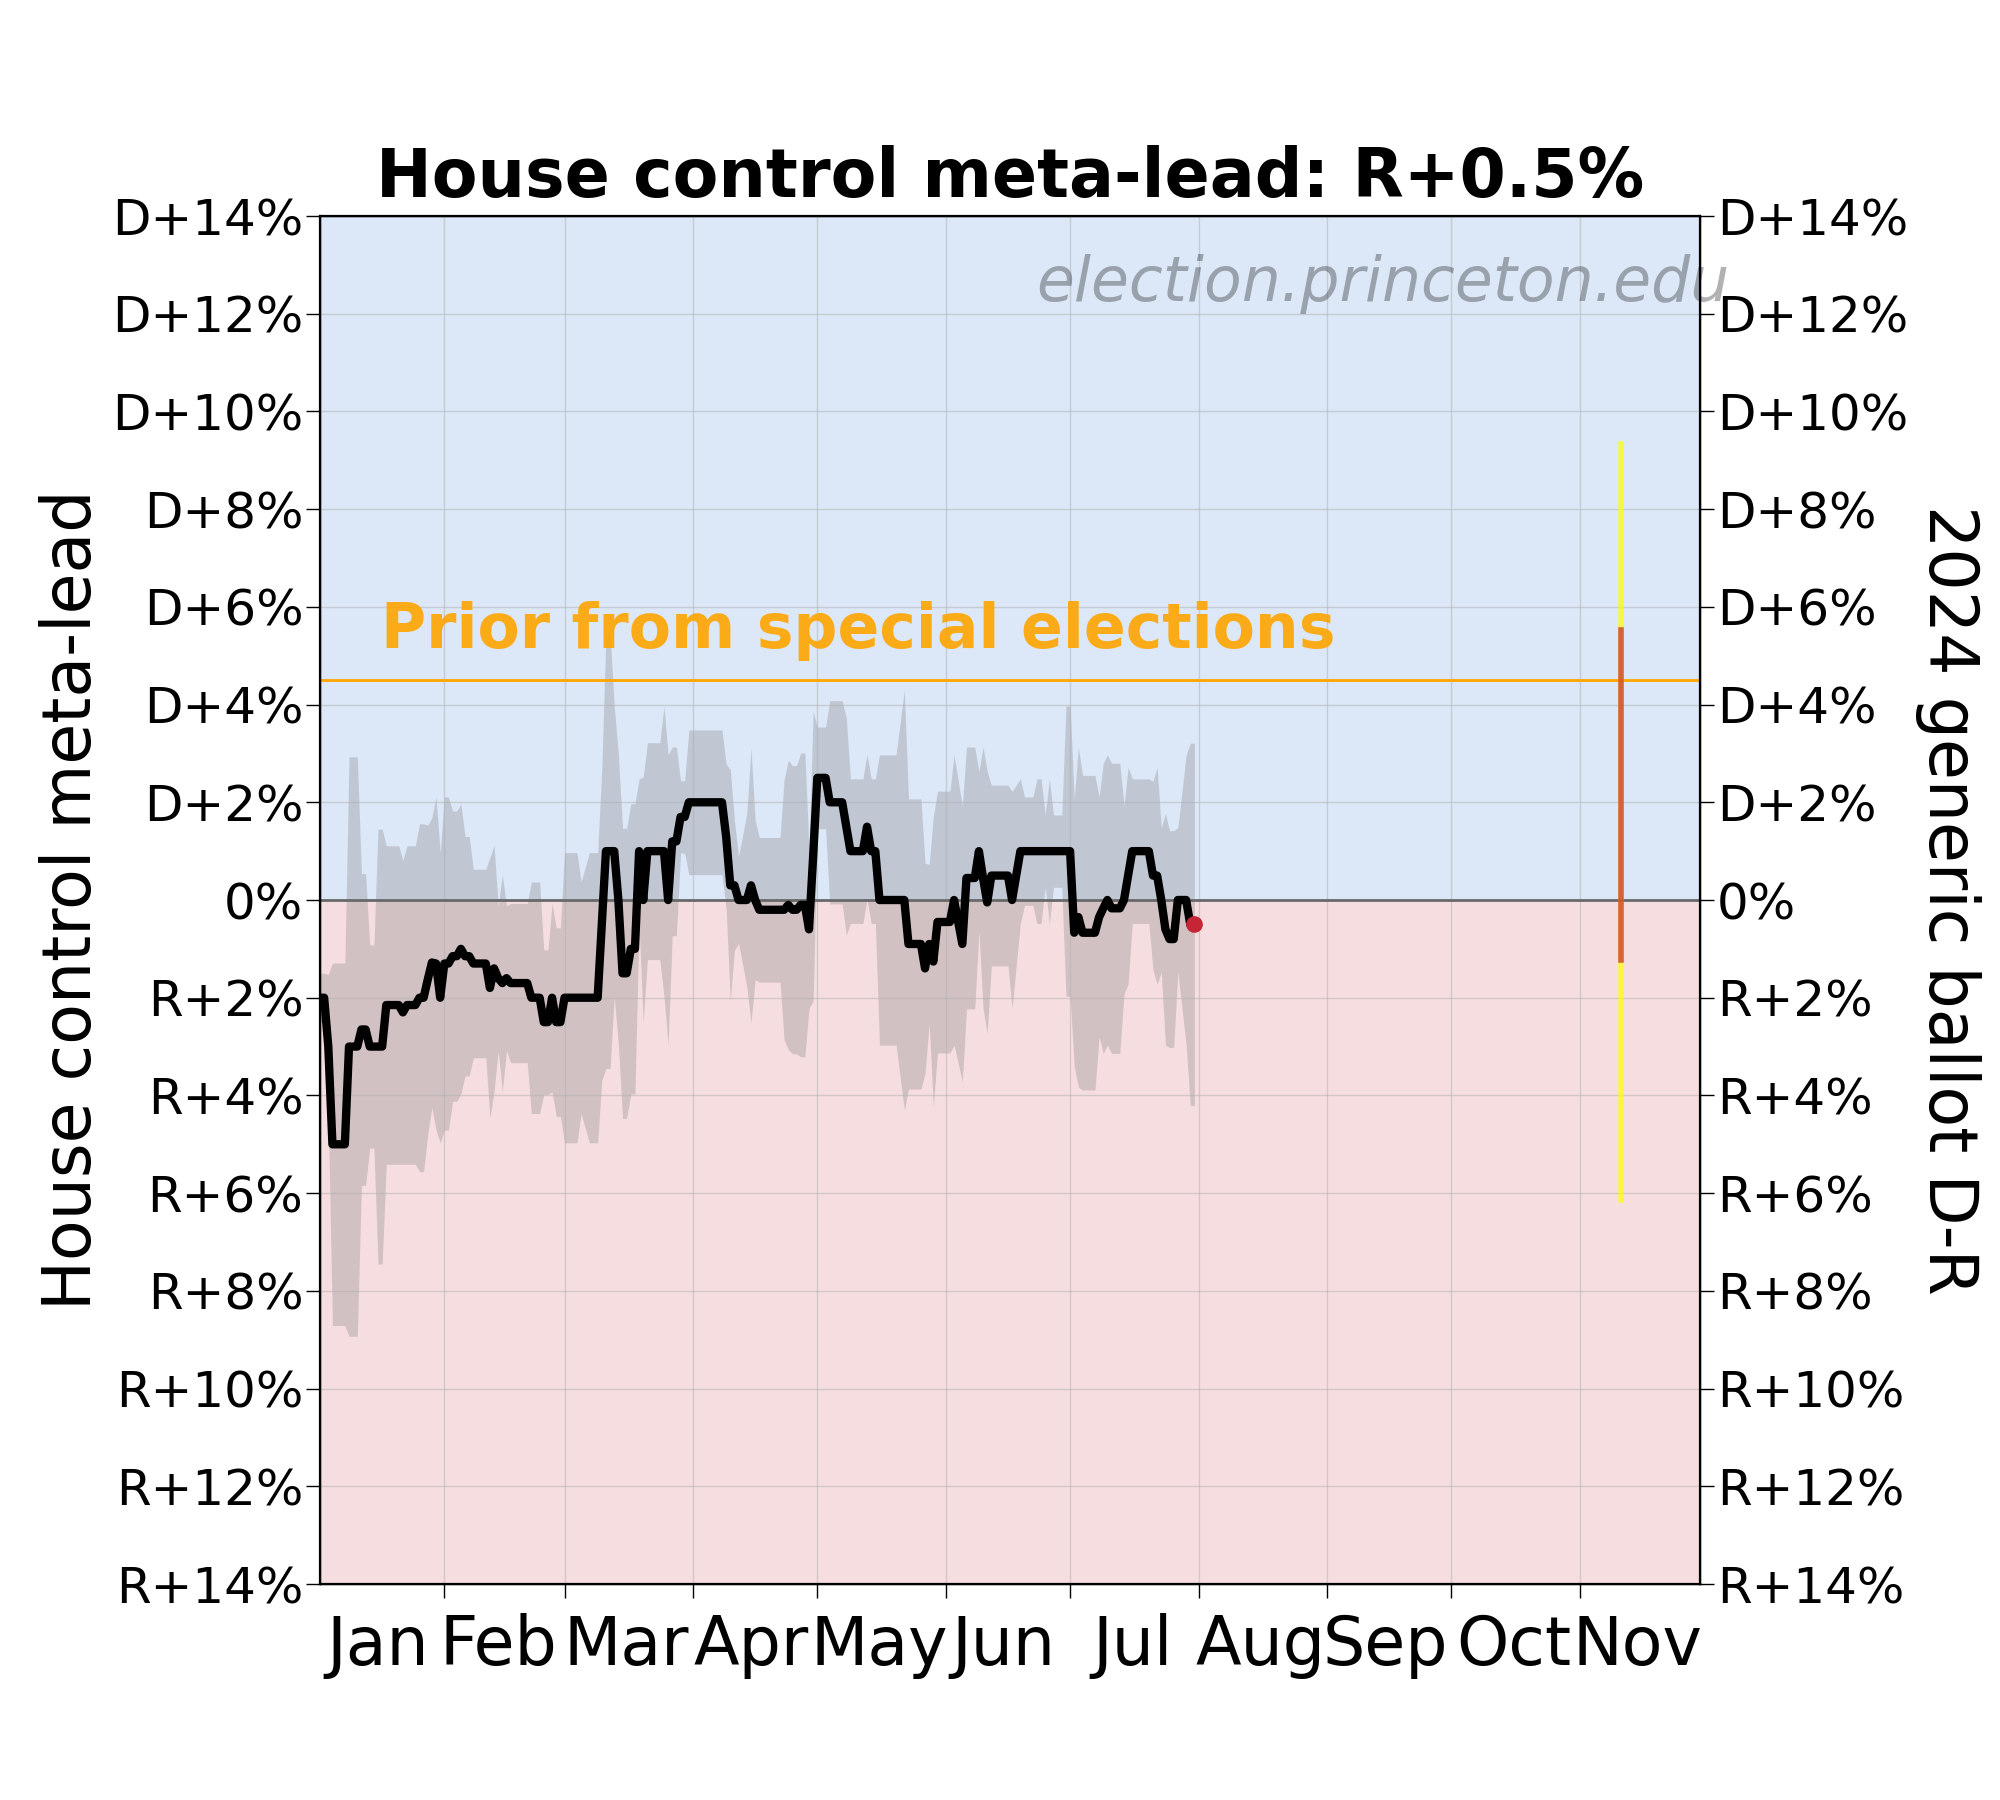 House control meta-lead: R+0.5%
election.princeton.edu
Prior from special elections
House control meta-lead
D+14%
D+12%
D+10%
D+8%
D+6%
D+4%
D+2%
0%
R+2%
R+4%
R+6%
R+8%
R+10%
R+12%
R+14%
D+14%
D+12%
D+10%
D+8%
D+6%
D+4%
D+2%
0%
R+2%
R+4%
R+6%
R+8%
R+10%
R+12%
R+14%
2024 generic ballot D-R
Jan Feb Mar Apr May Jun Jul Aug Sep Oct Nov